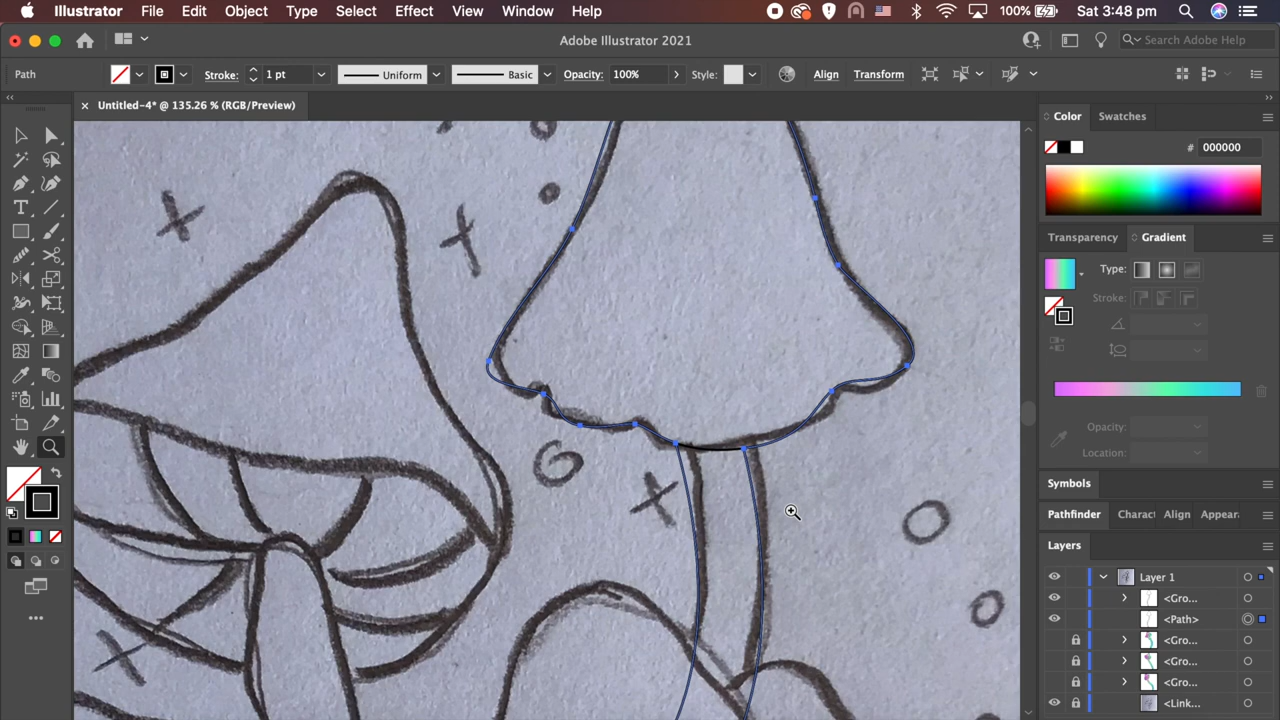 Illustrator File Edit Object Type Select Effect View Window Help 100% Sat 3:48 pm
Adobe Illustrator 2021 Search Adobe Help
Path Stroke: 1 pt Uniform Basic Opacity: 100% Style: Align Transform
× Untitled-4* @ 135.26 % (RGB/Preview)
Color Swatches
# 000000
Transparency Gradient
Type:
Stroke:
Opacity:
Location:
Symbols
Pathfinder Charact Align Appear
Layers
Layer 1
<Gro...
<Path>
<Gro...
<Gro...
<Gro...
<Link...